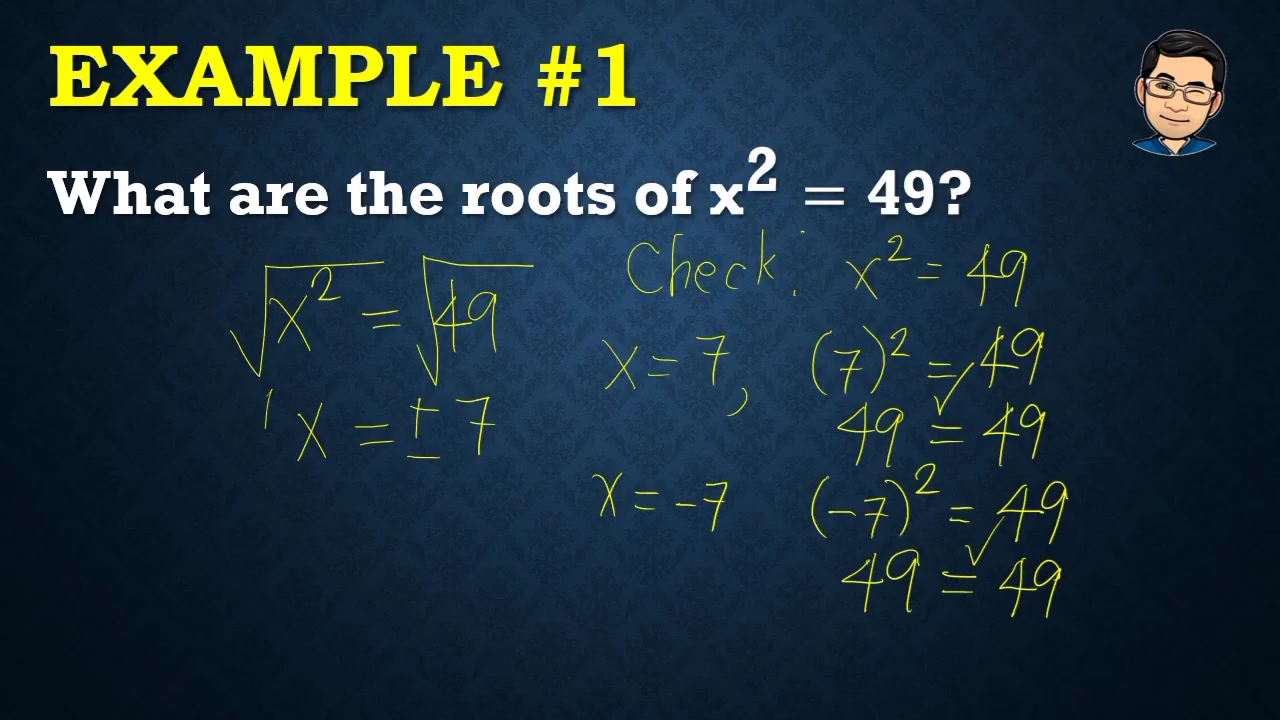 EXAMPLE #1
What are the roots of x² = 49?
√x² = √49
x = ± 7
Check: x² = 49
x = 7, (7)² = 49
49 = 49
x = -7 (-7)² = 49
49 = 49